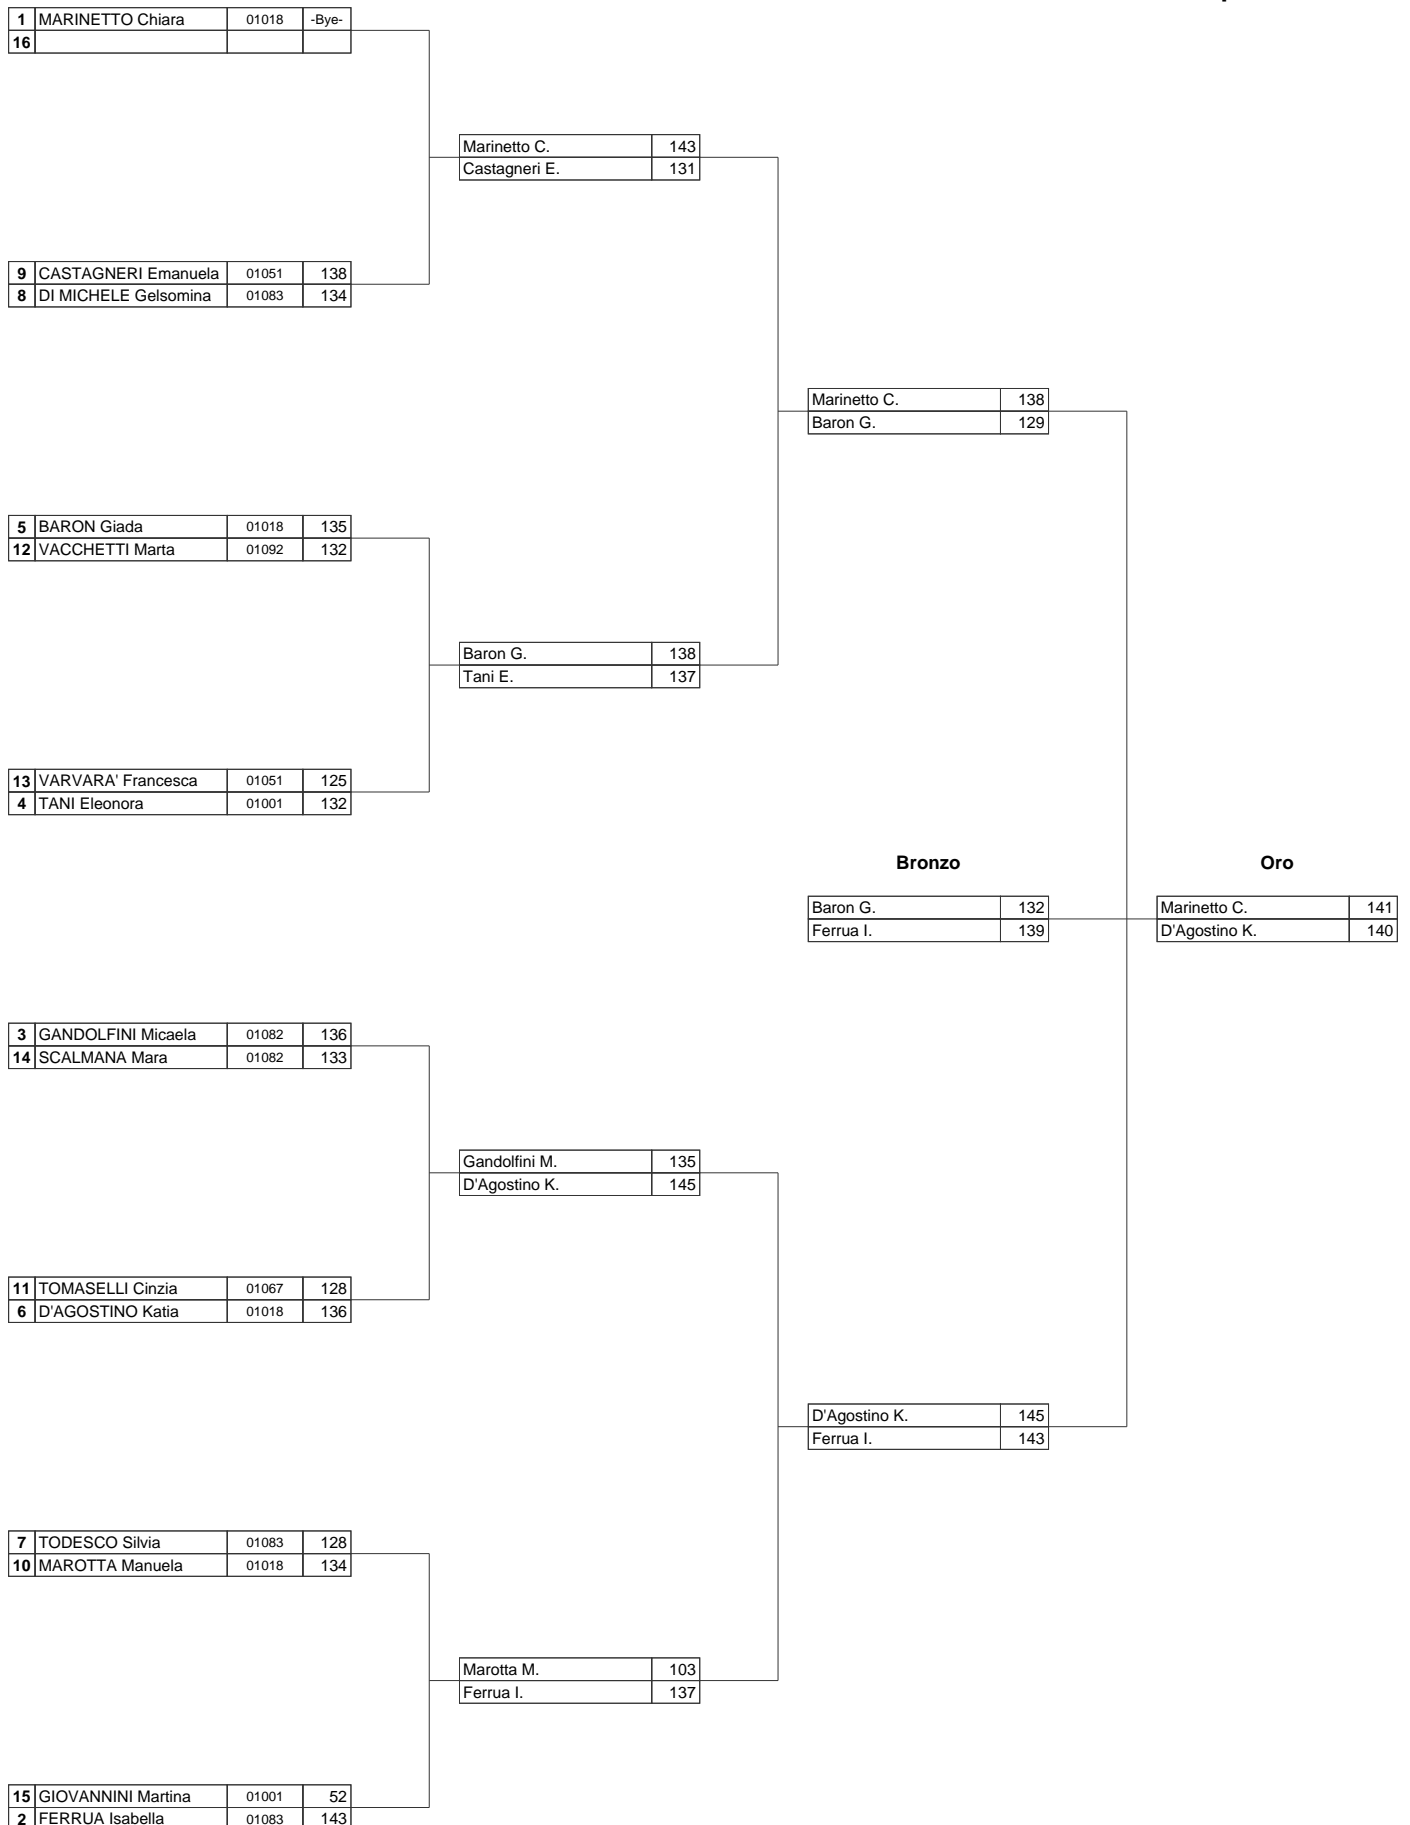 1 MARINETTO Chiara 01018 -Bye-
16
Marinetto C. 143
Castagneri E. 131
9 CASTAGNERI Emanuela 01051 138
8 DI MICHELE Gelsomina 01083 134
Marinetto C. 138
Baron G. 129
5 BARON Giada 01018 135
12 VACCHETTI Marta 01092 132
Baron G. 138
Tani E. 137
13 VARVARA' Francesca 01051 125
4 TANI Eleonora 01001 132
Bronzo Oro
Baron G. 132 Marinetto C. 141
Ferrua I. 139 D'Agostino K. 140
3 GANDOLFINI Micaela 01082 136
14 SCALMANA Mara 01082 133
Gandolfini M. 135
D'Agostino K. 145
11 TOMASELLI Cinzia 01067 128
6 D'AGOSTINO Katia 01018 136
D'Agostino K. 145
Ferrua I. 143
7 TODESCO Silvia 01083 128
10 MAROTTA Manuela 01018 134
Marotta M. 103
Ferrua I. 137
15 GIOVANNINI Martina 01001 52
2 FERRUA Isabella 01083 143